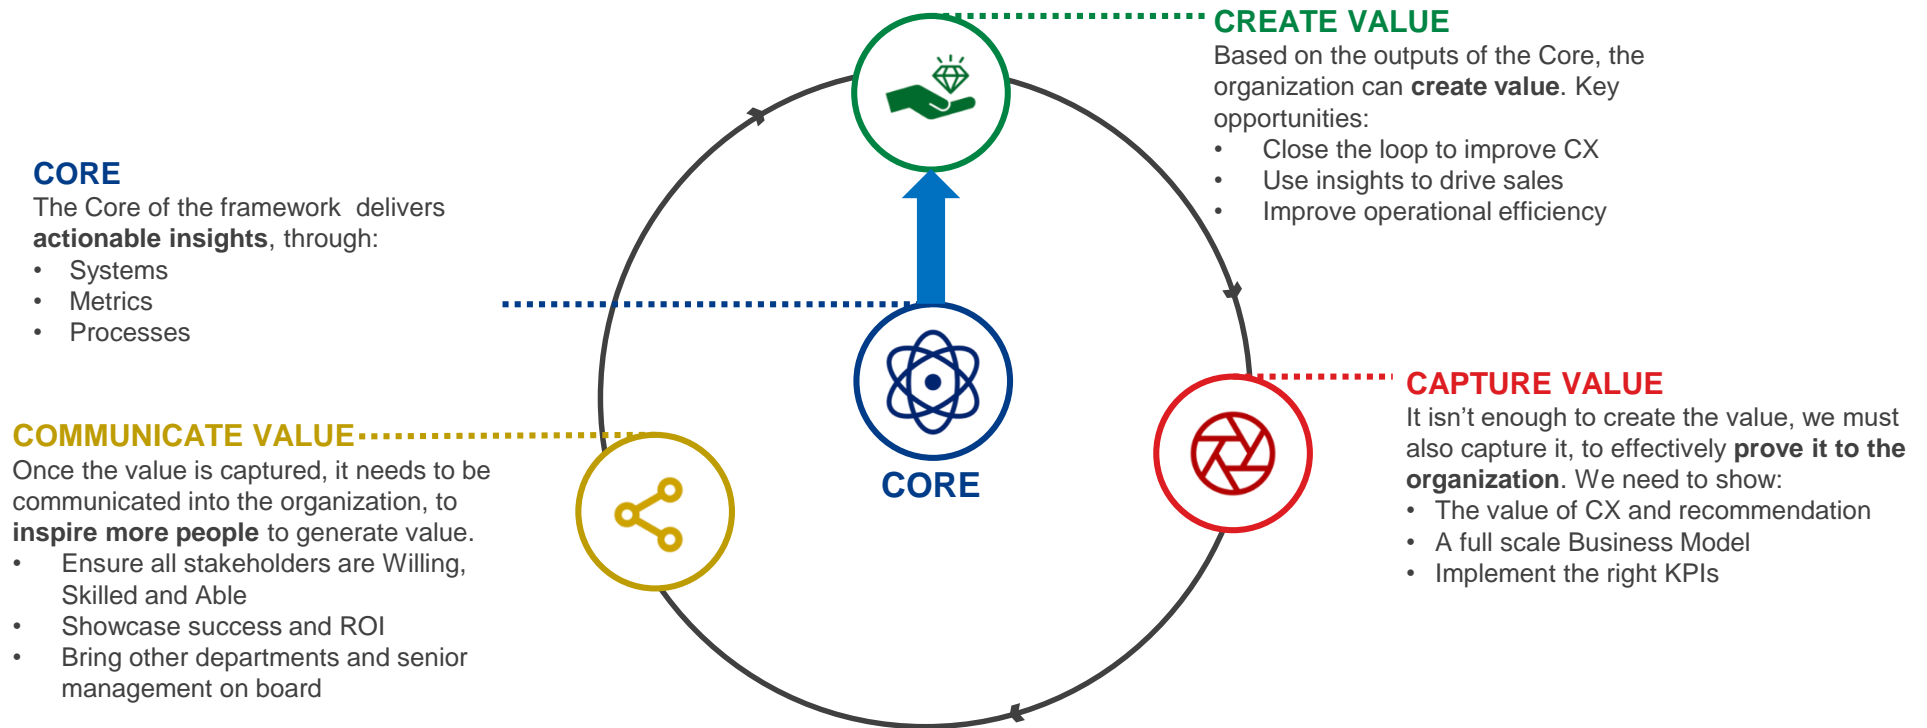 CREATE VALUE
Based on the outputs of the Core, the
organization can create value. Key
opportunities:
• Close the loop to improve CX
• Use insights to drive sales
• Improve operational efficiency
CORE
The Core of the framework delivers
actionable insights, through:
• Systems
• Metrics
• Processes
CAPTURE VALUE
It isn’t enough to create the value, we must
also capture it, to effectively prove it to the
organization. We need to show:
• The value of CX and recommendation
• A full scale Business Model
• Implement the right KPIs
COMMUNICATE VALUE
Once the value is captured, it needs to be
communicated into the organization, to
inspire more people to generate value.
• Ensure all stakeholders are Willing,
Skilled and Able
• Showcase success and ROI
• Bring other departments and senior
management on board
CORE